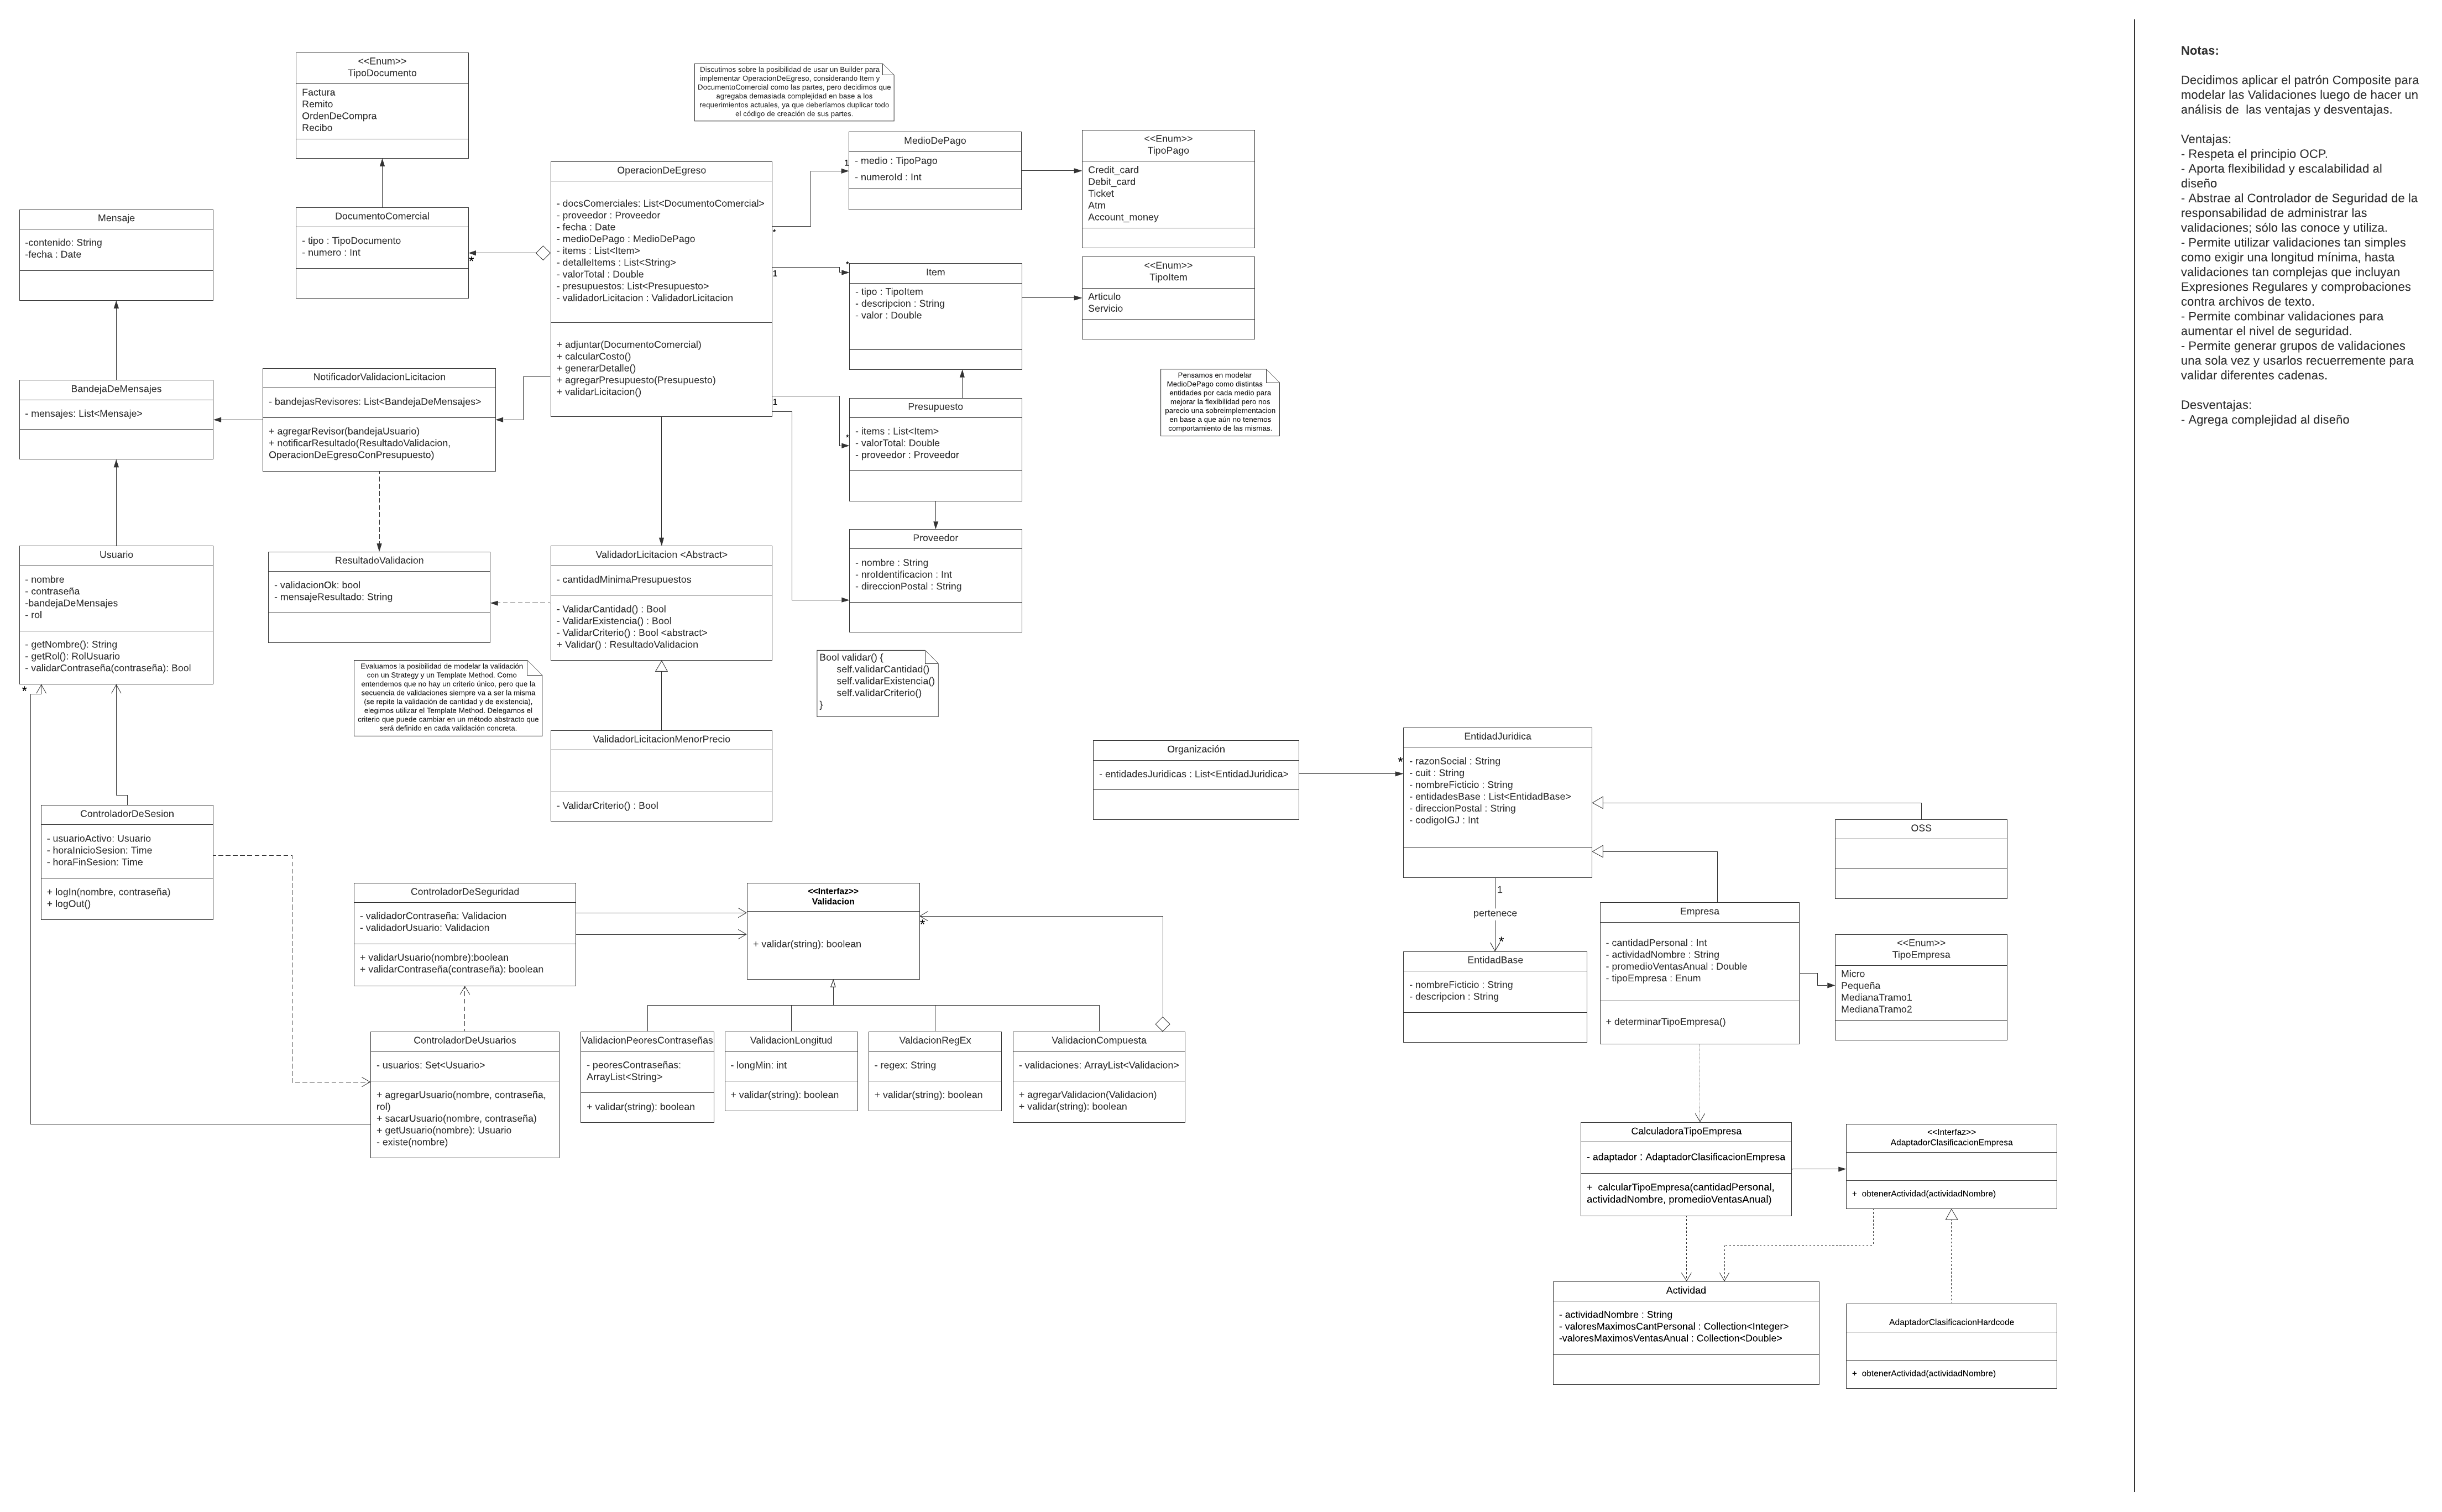 <<Enum>>
TipoDocumento
Factura
Remito
OrdenDeCompra
Recibo
Discutimos sobre la posibilidad de usar un Builder para
implementar OperacionDeEgreso, considerando Item y
DocumentoComercial como las partes, pero decidimos que
agregaba demasiada complejidad en base a los
requerimientos actuales, ya que deberíamos duplicar todo
el código de creación de sus partes.
Mensaje
-contenido: String
-fecha : Date
DocumentoComercial
- tipo : TipoDocumento
- numero : Int
*
OperacionDeEgreso
- docsComerciales: List<DocumentoComercial>
- proveedor : Proveedor
- fecha : Date
- medioDePago : MedioDePago
- items : List<Item>
- detalleItems : List<String>
- valorTotal : Double
- presupuestos: List<Presupuesto>
- validadorLicitacion : ValidadorLicitacion
+ adjuntar(DocumentoComercial)
+ calcularCosto()
+ generarDetalle()
+ agregarPresupuesto(Presupuesto)
+ validarLicitacion()
1
*
*
1
1
*
MedioDePago
- medio : TipoPago
- numeroId : Int
<<Enum>>
TipoPago
Credit_card
Debit_card
Ticket
Atm
Account_money
Item
- tipo : TipoItem
- descripcion : String
- valor : Double
<<Enum>>
TipoItem
Articulo
Servicio
BandejaDeMensajes
- mensajes: List<Mensaje>
NotificadorValidacionLicitacion
- bandejasRevisores: List<BandejaDeMensajes>
+ agregarRevisor(bandejaUsuario)
+ notificarResultado(ResultadoValidacion,
OperacionDeEgresoConPresupuesto)
Presupuesto
- items : List<Item>
- valorTotal: Double
- proveedor : Proveedor
Pensamos en modelar
MedioDePago como distintas
entidades por cada medio para
mejorar la flexibilidad pero nos
parecio una sobreimplementacion
en base a que aún no tenemos
comportamiento de las mismas.
Usuario
- nombre
- contraseña
-bandejaDeMensajes
- rol
- getNombre(): String
- getRol(): RolUsuario
- validarContraseña(contraseña): Bool
*
ResultadoValidacion
- validacionOk: bool
- mensajeResultado: String
ValidadorLicitacion <Abstract>
- cantidadMinimaPresupuestos
- ValidarCantidad() : Bool
- ValidarExistencia() : Bool
- ValidarCriterio() : Bool <abstract>
+ Validar() : ResultadoValidacion
Proveedor
- nombre : String
- nroIdentificacion : Int
- direccionPostal : String
Evaluamos la posibilidad de modelar la validación
con un Strategy y un Template Method. Como
entendemos que no hay un criterio único, pero que la
secuencia de validaciones siempre va a ser la misma
(se repite la validación de cantidad y de existencia),
elegimos utilizar el Template Method. Delegamos el
criterio que puede cambiar en un método abstracto que
será definido en cada validación concreta.
Bool validar() {
self.validarCantidad()
self.validarExistencia()
self.validarCriterio()
}
ValidadorLicitacionMenorPrecio
- ValidarCriterio() : Bool
ControladorDeSesion
- usuarioActivo: Usuario
- horaInicioSesion: Time
- horaFinSesion: Time
+ logIn(nombre, contraseña)
+ logOut()
ControladorDeSeguridad
- validadorContraseña: Validacion
- validadorUsuario: Validacion
+ validarUsuario(nombre):boolean
+ validarContraseña(contraseña): boolean
<<Interfaz>>
Validacion
+ validar(string): boolean
*
ControladorDeUsuarios
- usuarios: Set<Usuario>
+ agregarUsuario(nombre, contraseña,
rol)
+ sacarUsuario(nombre, contraseña)
+ getUsuario(nombre): Usuario
- existe(nombre)
ValidacionPeoresContraseñas
- peoresContraseñas:
ArrayList<String>
+ validar(string): boolean
ValidacionLongitud
- longMin: int
+ validar(string): boolean
ValdacionRegEx
- regex: String
+ validar(string): boolean
ValidacionCompuesta
- validaciones: ArrayList<Validacion>
+ agregarValidacion(Validacion)
+ validar(string): boolean
Organización
- entidadesJuridicas : List<EntidadJuridica>
*
EntidadJuridica
- razonSocial : String
- cuit : String
- nombreFicticio : String
- entidadesBase : List<EntidadBase>
- direccionPostal : String
- codigoIGJ : Int
1
pertenece
*
OSS
EntidadBase
- nombreFicticio : String
- descripcion : String
Empresa
- cantidadPersonal : Int
- actividadNombre : String
- promedioVentasAnual : Double
- tipoEmpresa : Enum
+ determinarTipoEmpresa()
<<Enum>>
TipoEmpresa
Micro
Pequeña
MedianaTramo1
MedianaTramo2
CalculadoraTipoEmpresa
- adaptador : AdaptadorClasificacionEmpresa
+ calcularTipoEmpresa(cantidadPersonal,
actividadNombre, promedioVentasAnual)
<<Interfaz>>
AdaptadorClasificacionEmpresa
+ obtenerActividad(actividadNombre)
Actividad
- actividadNombre : String
- valoresMaximosCantPersonal : Collection<Integer>
-valoresMaximosVentasAnual : Collection<Double>
AdaptadorClasificacionHardcode
+ obtenerActividad(actividadNombre)
Notas:
Decidimos aplicar el patrón Composite para
modelar las Validaciones luego de hacer un
análisis de las ventajas y desventajas.
Ventajas:
- Respeta el principio OCP.
- Aporta flexibilidad y escalabilidad al
diseño
- Abstrae al Controlador de Seguridad de la
responsabilidad de administrar las
validaciones; sólo las conoce y utiliza.
- Permite utilizar validaciones tan simples
como exigir una longitud mínima, hasta
validaciones tan complejas que incluyan
Expresiones Regulares y comprobaciones
contra archivos de texto.
- Permite combinar validaciones para
aumentar el nivel de seguridad.
- Permite generar grupos de validaciones
una sola vez y usarlos recuerremente para
validar diferentes cadenas.
Desventajas:
- Agrega complejidad al diseño